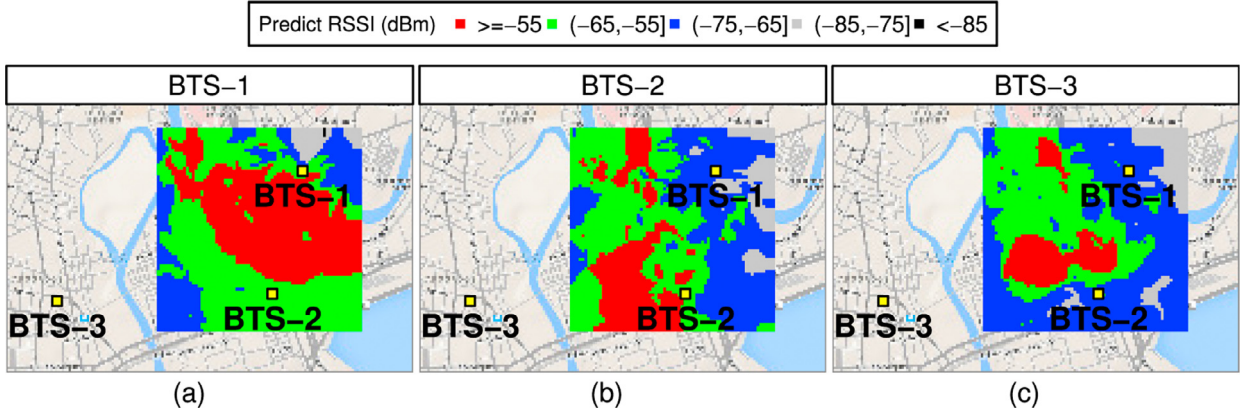 Predict RSSI (dBm) >=−55 (−65,−55] (−75,−65] (−85,−75] <−85
BTS−1 BTS−2 BTS−3
BTS−1 BTS−1 BTS−1
BTS−2 BTS−2 BTS−2
BTS−3 BTS−3 BTS−3
(a) (b) (c)